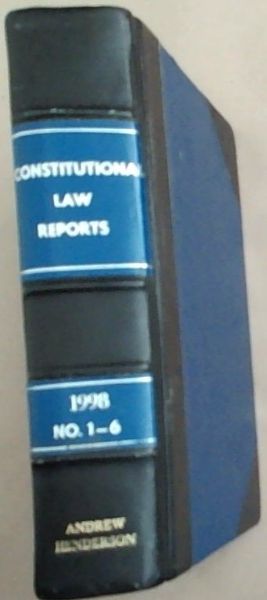 CONSTITUTIONAL
LAW
REPORTS
1998
NO. 1-6
ANDREW
HENDERSON